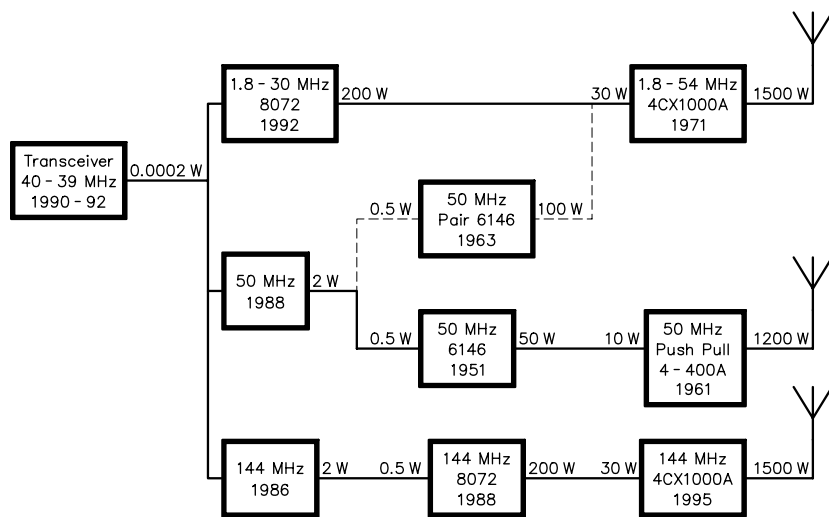 Transceiver
40 - 39 MHz
1990 - 92
0.0002 W
1.8 - 30 MHz
8072
1992
200 W
30 W
1.8 - 54 MHz
4CX1000A
1971
1500 W
0.5 W
50 MHz
Pair 6146
1963
100 W
50 MHz
1988
2 W
0.5 W
50 MHz
6146
1951
50 W
10 W
50 MHz
Push Pull
4 - 400A
1961
1200 W
144 MHz
1986
2 W
0.5 W
144 MHz
8072
1988
200 W
30 W
144 MHz
4CX1000A
1995
1500 W